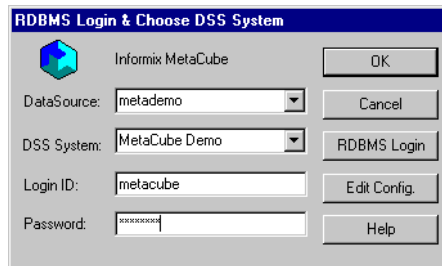 RDBMS Login & Choose DSS System
Informix MetaCube
OK
DataSource: metademo
Cancel
DSS System: MetaCube Demo
RDBMS Login
Login ID: metacube
Edit Config.
Password: ********
Help